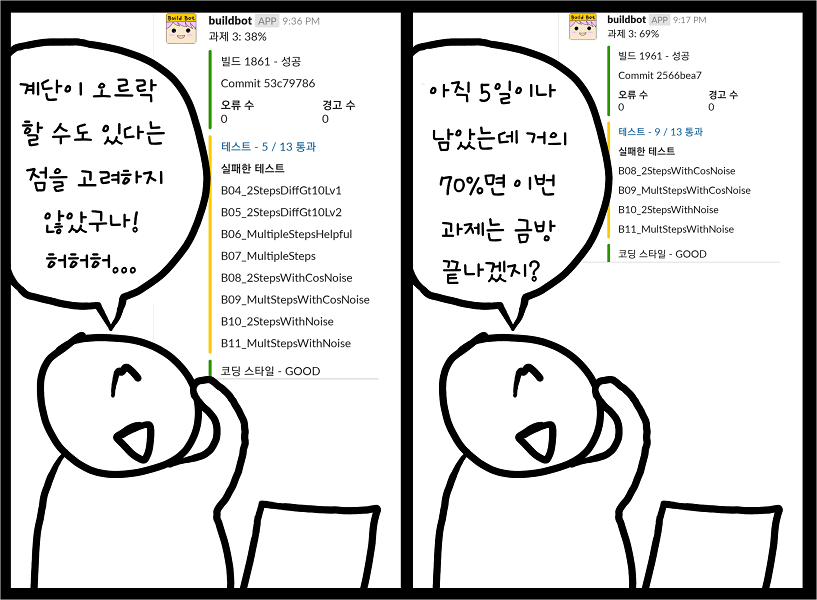 Build Bot
buildbot APP 9:36 PM
과제 3: 38%
빌드 1861 - 성공
Commit 53c79786
오류 수 경고 수
0 0
테스트 - 5 / 13 통과
실패한 테스트
B04_2StepsDiffGt10Lv1
B05_2StepsDiffGt10Lv2
B06_MultipleStepsHelpful
B07_MultipleSteps
B08_2StepsWithCosNoise
B09_MultStepsWithCosNoise
B10_2StepsWithNoise
B11_MultStepsWithNoise
코딩 스타일 - GOOD
계단이 오르락
할 수도 있다는
점을 고려하지
않았구나!
허허허...
Build Bot
buildbot APP 9:17 PM
과제 3: 69%
빌드 1961 - 성공
Commit 2566bea7
오류 수 경고 수
0 0
테스트 - 9 / 13 통과
실패한 테스트
B08_2StepsWithCosNoise
B09_MultStepsWithCosNoise
B10_2StepsWithNoise
B11_MultStepsWithNoise
코딩 스타일 - GOOD
아직 5일이나
남았는데 거의
70%면 이번
과제는 금방
끝나겠지?